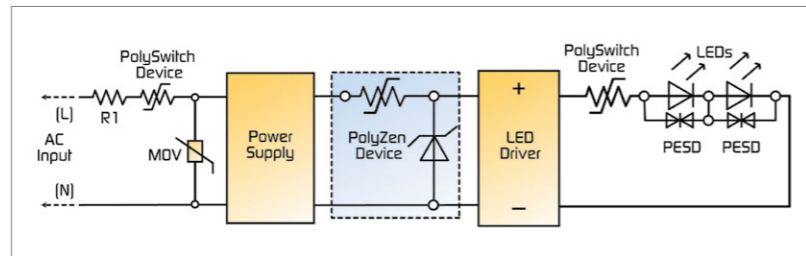 PolySwitch
Device
(L)
R1
AC
Input
MOV
(N)
Power
Supply
PolyZen
Device
+
LED
Driver
–
PolySwitch
Device
LEDs
PESD
PESD